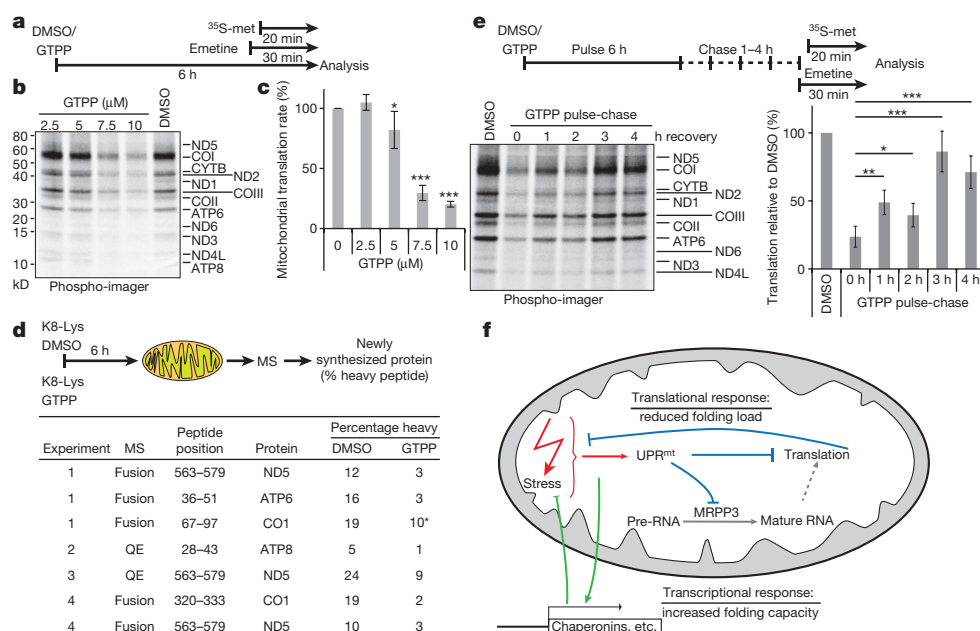 a
DMSO/
GTPP
35S-met
20 min
Emetine
30 min
6 h
Analysis
b
GTPP (μM)
2.5 5 7.5 10
DMSO
80
60
50
40
30
20
15
10
kD
ND5
COI
CYTB
ND2
ND1
COIII
COII
ATP6
ND6
ND3
ND4L
ATP8
Phospho-imager
c
Mitochondrial translation rate (%)
100
50
0
*
***
***
0 2.5 5 7.5 10
GTPP (μM)
d
K8-Lys
DMSO
6 h
K8-Lys
GTPP
MS
Newly
synthesized protein
(% heavy peptide)
Percentage heavy
Experiment MS Peptide position Protein DMSO GTPP
1 Fusion 563–579 ND5 12 3
1 Fusion 36–51 ATP6 16 3
1 Fusion 67–97 CO1 19 10*
2 QE 28–43 ATP8 5 1
3 QE 563–579 ND5 24 9
4 Fusion 320–333 CO1 19 2
4 Fusion 563–579 ND5 10 3
e
DMSO/
GTPP
Pulse 6 h
Chase 1–4 h
35S-met
20 min
Emetine
30 min
Analysis
DMSO
GTPP pulse-chase
0 1 2 3 4 h recovery
ND5
COI
CYTB
ND2
ND1
COIII
COII
ATP6
ND6
ND3
ND4L
Phospho-imager
Translation relative to DMSO (%)
100
50
0
***
***
*
**
DMSO
0 h 1 h 2 h 3 h 4 h
GTPP pulse-chase
f
Translational response:
reduced folding load
Stress
UPRmt
Translation
MRPP3
Pre-RNA
Mature RNA
Transcriptional response:
increased folding capacity
Chaperonins, etc.